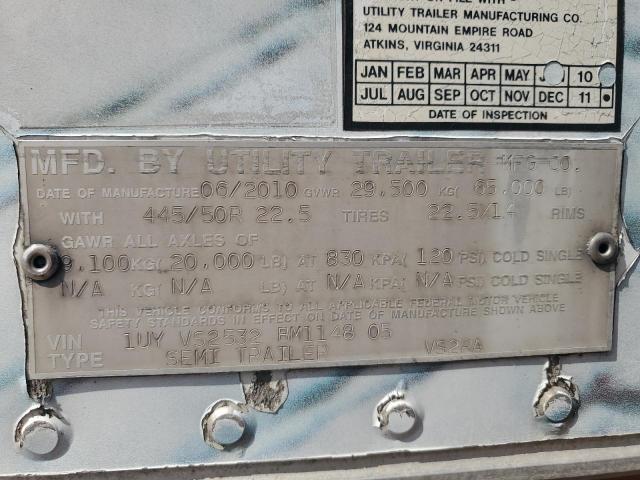 UTILITY TRAILER MANUFACTURING CO.
124 MOUNTAIN EMPIRE ROAD
ATKINS, VIRGINIA 24311
JAN FEB MAR APR MAY 10
JUL AUG SEP OCT NOV DEC 11
DATE OF INSPECTION
MFD. BY UTILITY TRAILER MFG CO.
DATE OF MANUFACTURE 06/2010 GVWR 29,500 KG( 65,000 LB)
WITH 445/50R 22.5 TIRES 22.5X14 RIMS
GAWR ALL AXLES OF
9,100 KG( 20,000 LB) AT 830 KPA( 120 PSI) COLD SINGLE
N/A KG( N/A LB) AT N/A KPA( N/A PSI) COLD SINGLE
THIS VEHICLE CONFORMS TO ALL APPLICABLE FEDERAL MOTOR VEHICLE
SAFETY STANDARDS IN EFFECT ON DATE OF MANUFACTURE SHOWN ABOVE
VIN 1UY VS2532 AM1148 05
TYPE SEMI TRAILER VS2RA